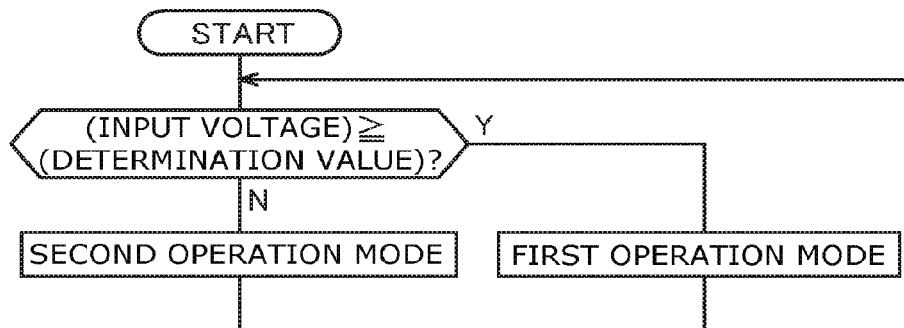 START
(INPUT VOLTAGE)≧
(DETERMINATION VALUE)?
Y
N
SECOND OPERATION MODE
FIRST OPERATION MODE